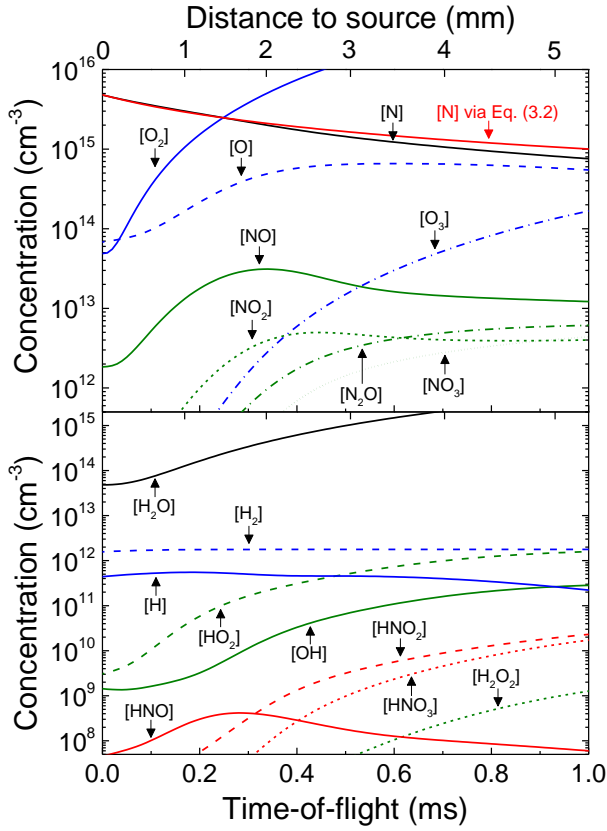 Distance to source (mm)
0 1 2 3 4 5
10^16
[N] [N] via Eq. (3.2)
[O₂] [O]
10^15
[O₃]
10^14
[NO]
10^13
[NO₂]
10^12
[N₂O] [NO₃]
Concentration (cm⁻³)
10^15
10^14
[H₂O]
10^13
[H₂]
10^12
[H]
10^11
[HO₂] [OH]
10^10
[HNO₂]
10^9
[HNO] [HNO₃] [H₂O₂]
10^8
Concentration (cm⁻³)
0.0 0.2 0.4 0.6 0.8 1.0
Time-of-flight (ms)